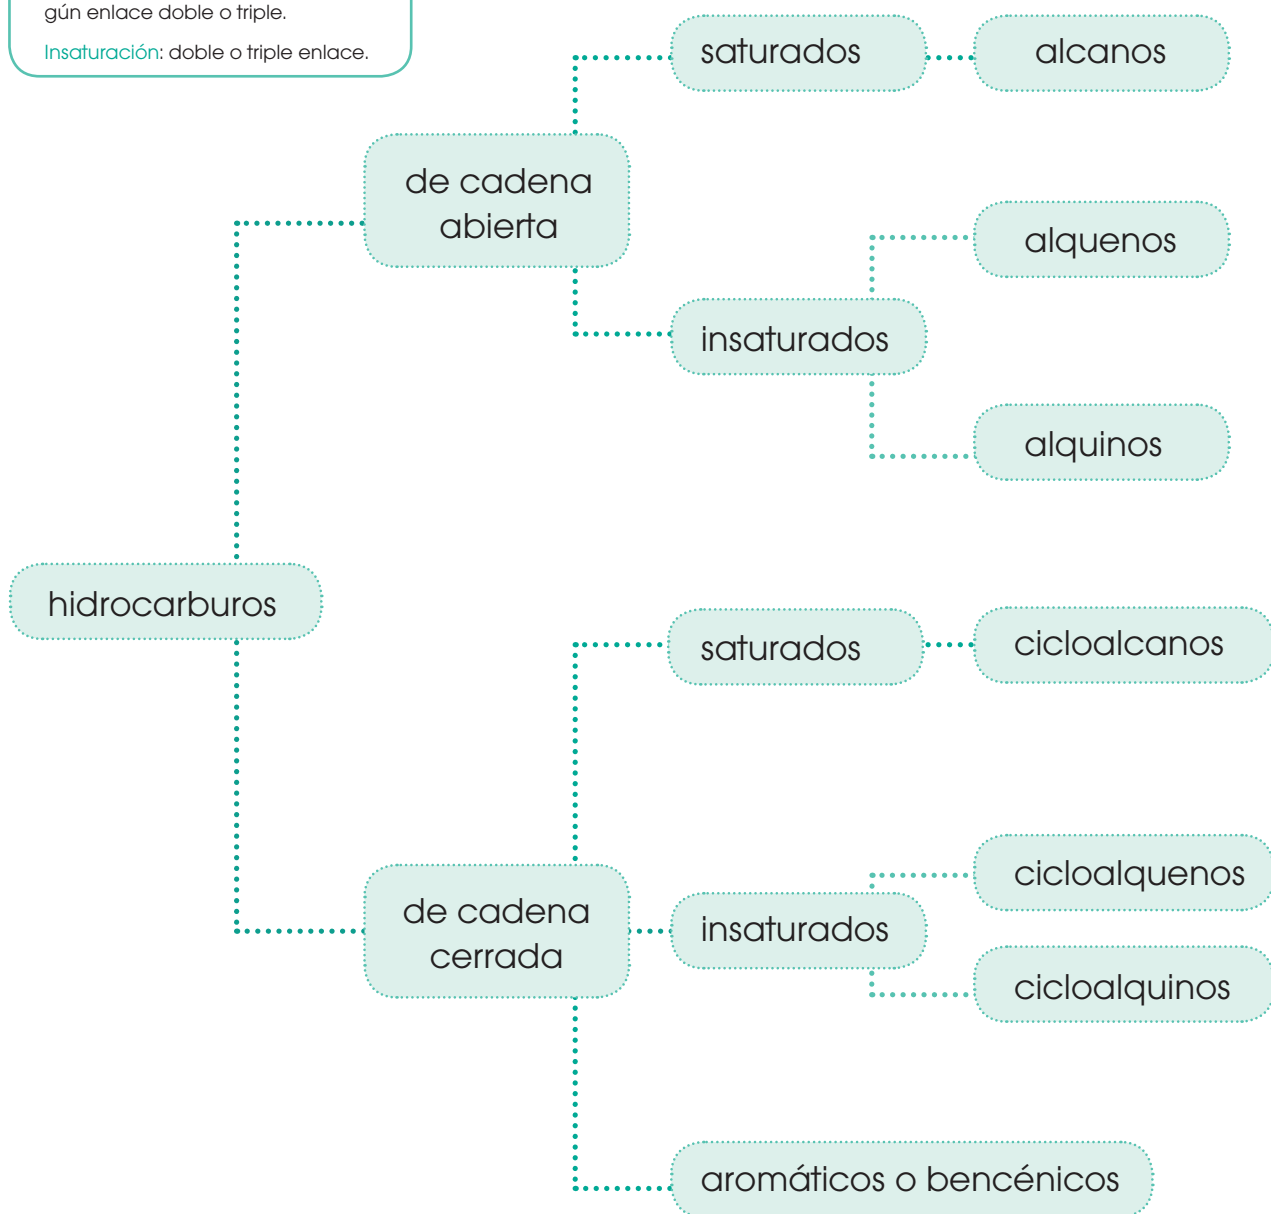 gún enlace doble o triple.
Insaturación: doble o triple enlace.
saturados
alcanos
de cadena
abierta
alquenos
insaturados
alquinos
hidrocarburos
saturados
cicloalcanos
cicloalquenos
de cadena
cerrada
insaturados
cicloalquinos
aromáticos o bencénicos